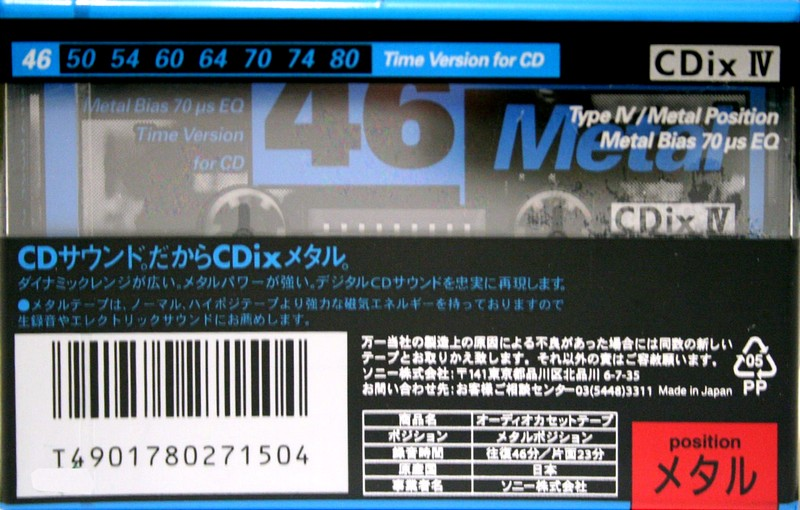 46 50 54 60 64 70 74 80 Time Version for CD
CDix IV
Metal Bias 70 µs EQ
Time Version
for CD
46
Metal
Type IV/Metal Position
Metal Bias 70 µs EQ
CDix IV
CDサウンド。だからCDixメタル。
ダイナミックレンジが広い。メタルパワーが強い。デジタルCDサウンドを忠実に再現します。
●メタルテープは、ノーマル、ハイポジテープより強力な磁気エネルギーを持っておりますので
生録音やエレクトリックサウンドにお薦めします。
T4901780271504
万一当社の製造上の原因による不良があった場合には同数の新しい
テープとお取りかえ致します。それ以外の責はご容赦願います。
ソニー株式会社:〒141東京都品川区北品川 6-7-35
お問い合わせ先:お客様ご相談センター03(5448)3311 Made in Japan
05
PP
商品名 オーディオカセットテープ
ポジション メタルポジション
録音時間 往復46分/片面23分
原産国 日本
事業者名 ソニー株式会社
position
メタル